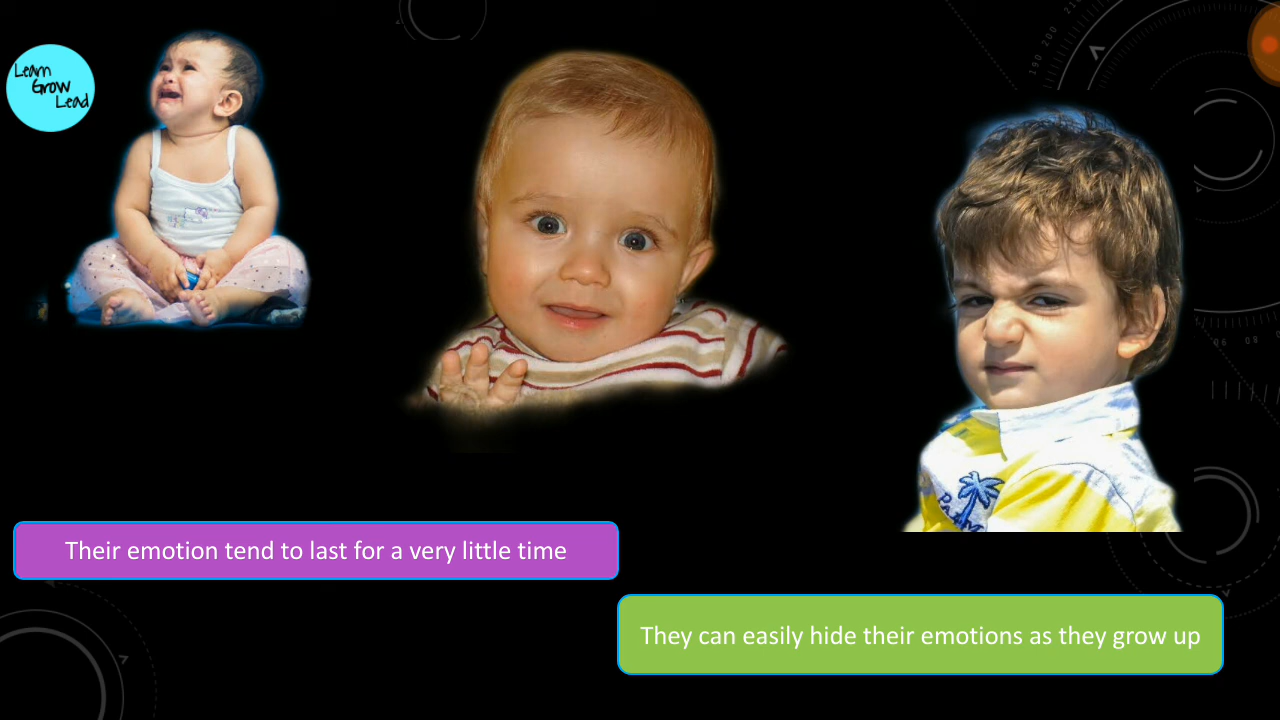 Learn
Grow
Lead
Their emotion tend to last for a very little time
They can easily hide their emotions as they grow up